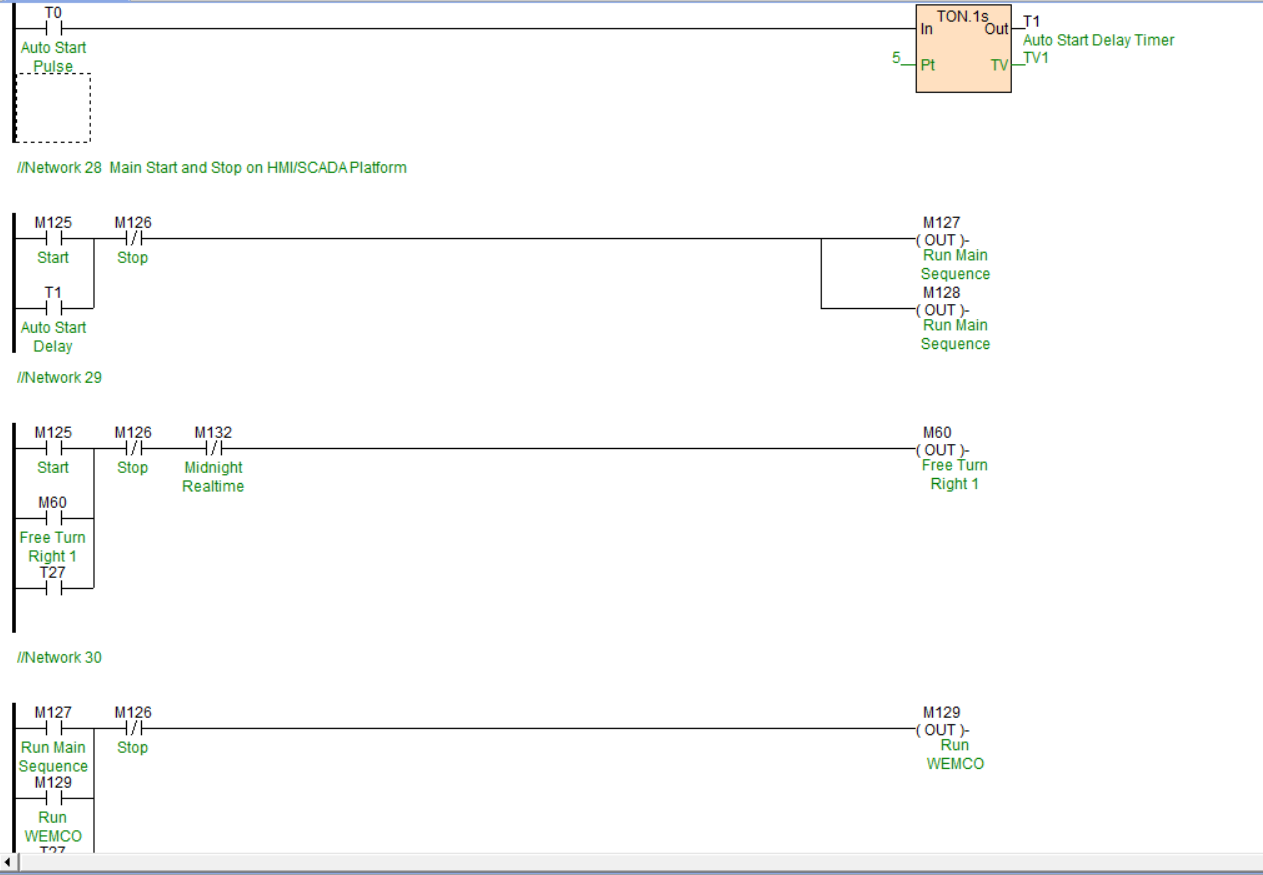 T0
TON.1s
In Out
T1
Auto Start Delay Timer
Auto Start
Pulse
5
Pt TV
TV1
//Network 28 Main Start and Stop on HMI/SCADA Platform
M125 M126 M127
( OUT )-
Start Stop Run Main
Sequence
T1 M128
( OUT )-
Auto Start Run Main
Delay Sequence
//Network 29
M125 M126 M132 M60
( OUT )-
Start Stop Midnight Free Turn
Realtime Right 1
M60
Free Turn
Right 1
T27
//Network 30
M127 M126 M129
( OUT )-
Run Main Stop Run
Sequence WEMCO
M129
Run
WEMCO
T27